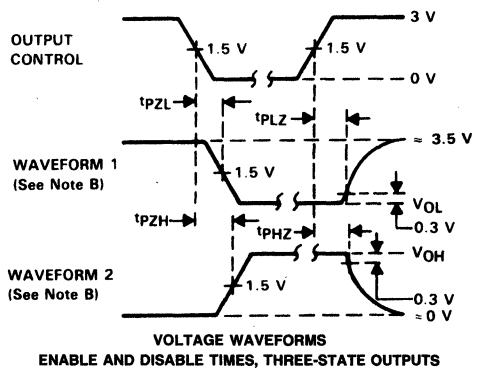 OUTPUT
CONTROL
3 V
1.5 V
1.5 V
0 V
tPZL
tPLZ
≈ 3.5 V
WAVEFORM 1
(See Note B)
1.5 V
VOL
0.3 V
tPZH
tPHZ
VOH
WAVEFORM 2
(See Note B)
1.5 V
0.3 V
≈0 V
VOLTAGE WAVEFORMS
ENABLE AND DISABLE TIMES, THREE-STATE OUTPUTS